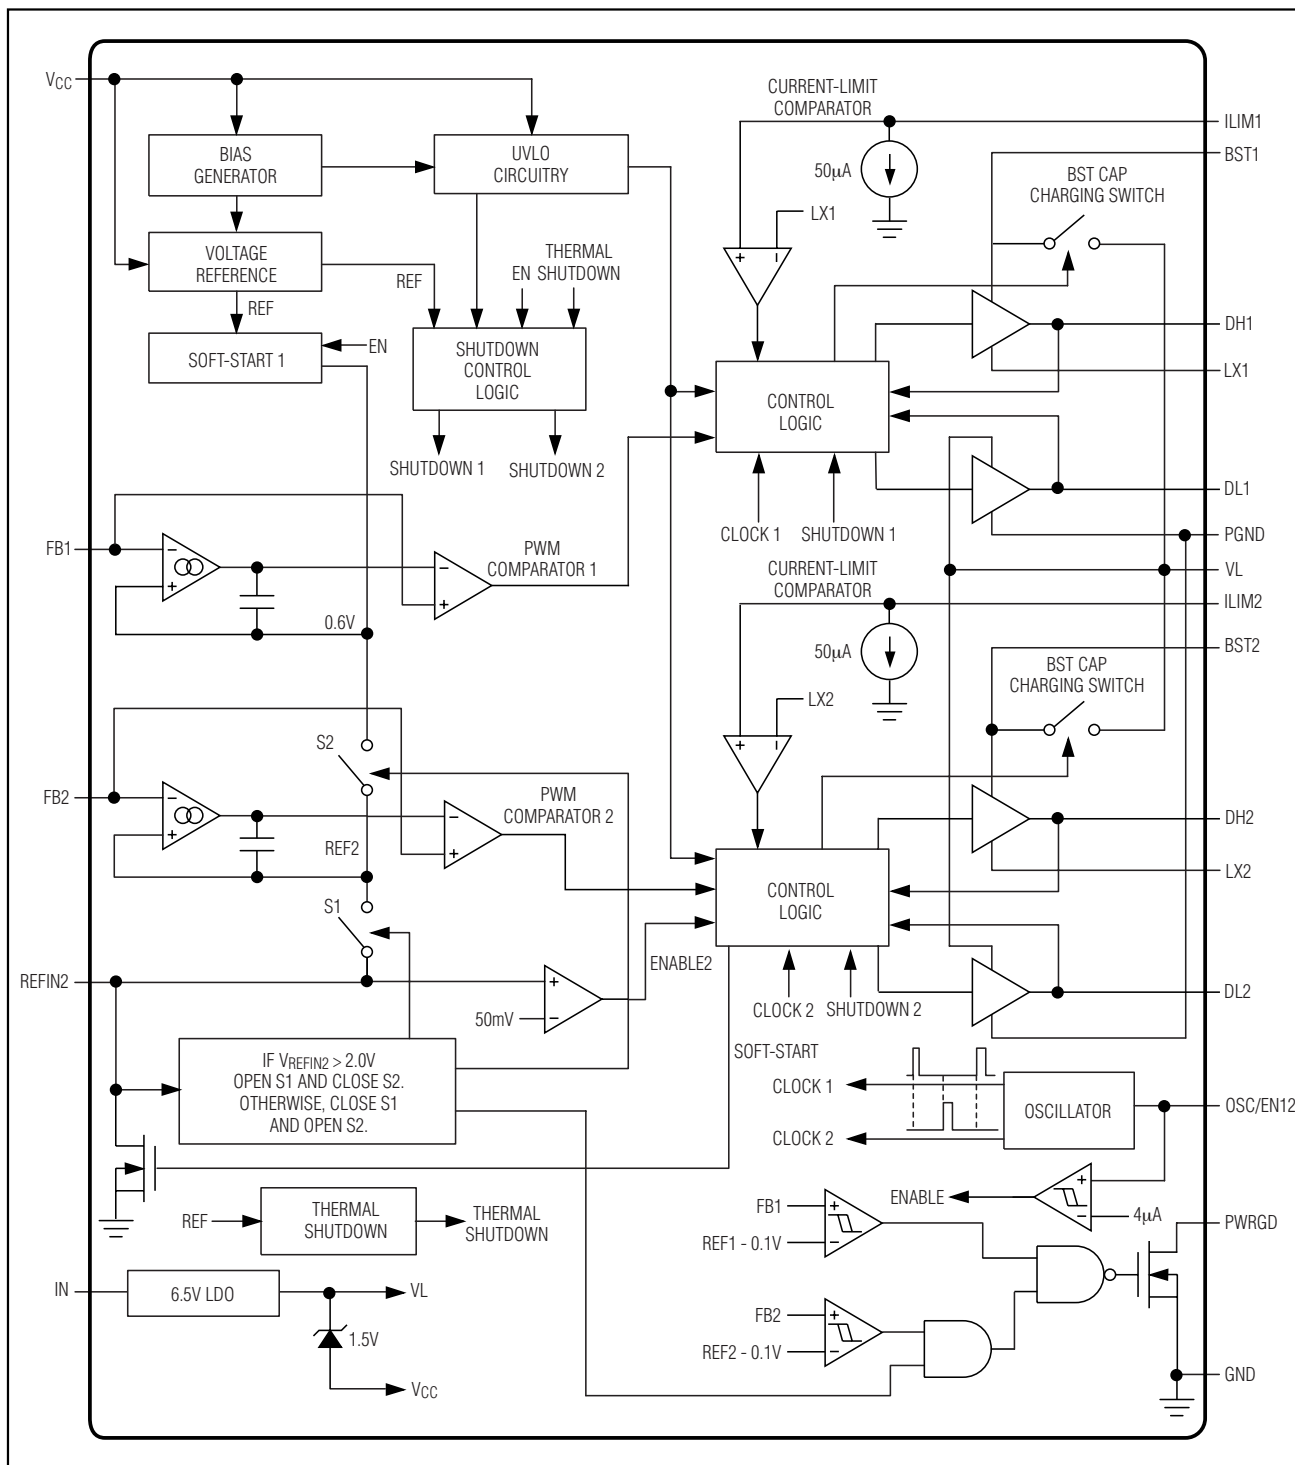 VCC
CURRENT-LIMIT
COMPARATOR
ILIM1
BIAS
GENERATOR
UVLO
CIRCUITRY
50µA
BST1
BST CAP
CHARGING SWITCH
LX1
VOLTAGE
REFERENCE
REF
THERMAL
EN SHUTDOWN
+
−
REF
SOFT-START 1
EN
SHUTDOWN
CONTROL
LOGIC
DH1
LX1
CONTROL
LOGIC
SHUTDOWN 1
SHUTDOWN 2
DL1
CLOCK 1
SHUTDOWN 1
PGND
FB1
−
+
PWM
COMPARATOR 1
−
+
0.6V
CURRENT-LIMIT
COMPARATOR
VL
ILIM2
50µA
BST2
BST CAP
CHARGING SWITCH
LX2
+
−
S2
FB2
−
+
PWM
COMPARATOR 2
−
+
REF2
DH2
LX2
CONTROL
LOGIC
S1
ENABLE2
REFIN2
+
50mV
−
CLOCK 2
SHUTDOWN 2
DL2
IF VREFIN2 > 2.0V
OPEN S1 AND CLOSE S2.
OTHERWISE, CLOSE S1
AND OPEN S2.
SOFT-START
CLOCK 1
CLOCK 2
OSCILLATOR
OSC/EN12
ENABLE
+
−
4µA
REF
THERMAL
SHUTDOWN
THERMAL
SHUTDOWN
FB1
+
REF1 - 0.1V
−
PWRGD
IN
6.5V LDO
VL
1.5V
VCC
FB2
+
REF2 - 0.1V
−
GND